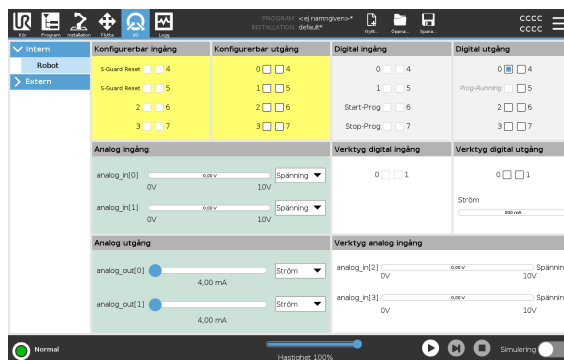 PROGRAM <ej namngiven>*
INSTALLATION default*
Kör Program Installation Flytta I/O Logg Nytt... Öppna... Spara...
CCCC
CCCC
Intern
Robot
Extern
Konfigurerbar ingång
S-Guard Reset 4
S-Guard Reset 5
2 6
3 7
Konfigurerbar utgång
0 4
1 5
2 6
3 7
Digital ingång
0 4
1 5
Start-Prog 6
Stop-Prog 7
Digital utgång
0 4
Prog-Running 5
2 6
3 7
Analog ingång
analog_in[0] 0,00 V Spänning
0V 10V
analog_in[1] 0,00 V Spänning
0V 10V
Verktyg digital ingång
0 1
Verktyg digital utgång
0 1
Ström
000 mA
Analog utgång
analog_out[0] Ström
4,00 mA
analog_out[1] Ström
4,00 mA
Verktyg analog ingång
analog_in[2] 0,00 V Spännin
0V 10V
analog_in[3] 0,00 V Spännin
0V 10V
Normal
Hastighet 100%
Simulering